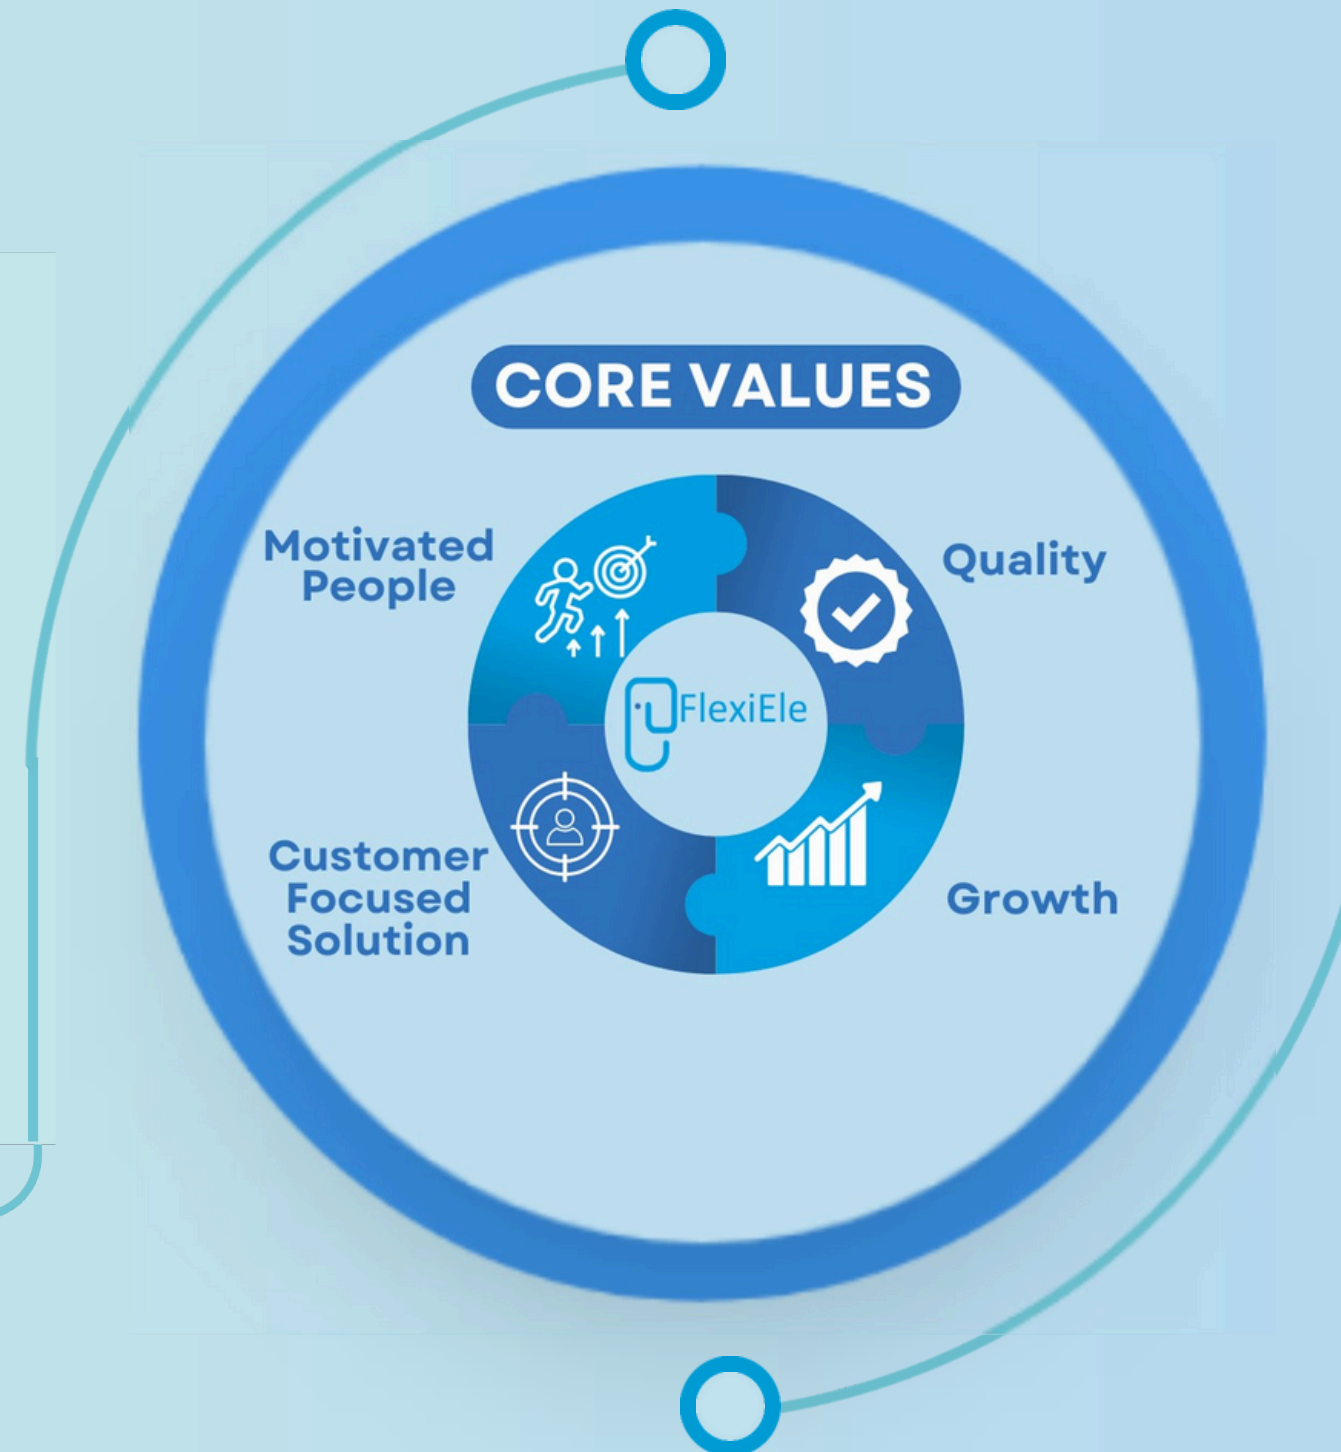 CORE VALUES
Motivated
People
Quality
FlexiEle
Customer
Focused
Solution
Growth